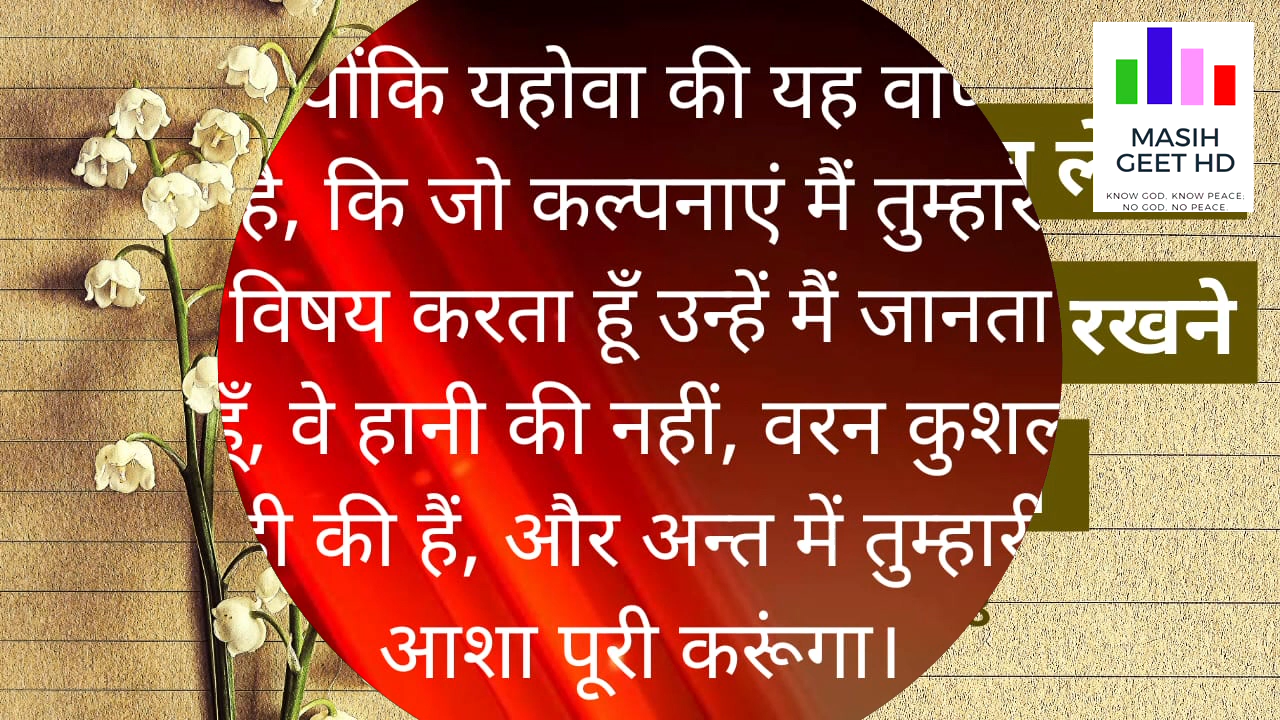 यहोवा की यह
कि जो कल्पनाएं मैं
विषय करता हूँ उन्हें मैं जानता
वे हानी की नहीं, वरन कुशल
की हैं, और अन्त में तुम्हारी
आशा पूरी करूंगा।
रखने
MASIH
GEET HD
KNOW GOD, KNOW PEACE;
NO GOD, NO PEACE.